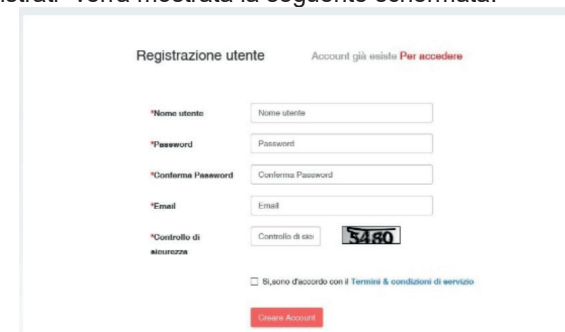 istrati" verrà mostrata la seguente schermata:
Registrazione utente Account già esiste Per accedere
*Nome utente Nome utente
*Password Password
*Conferma Password Conferma Password
*Email Email
*Controllo di sicurezza Controllo di sic 5480
Si,sono d'accordo con il Termini & condizioni di servizio
Creare Account